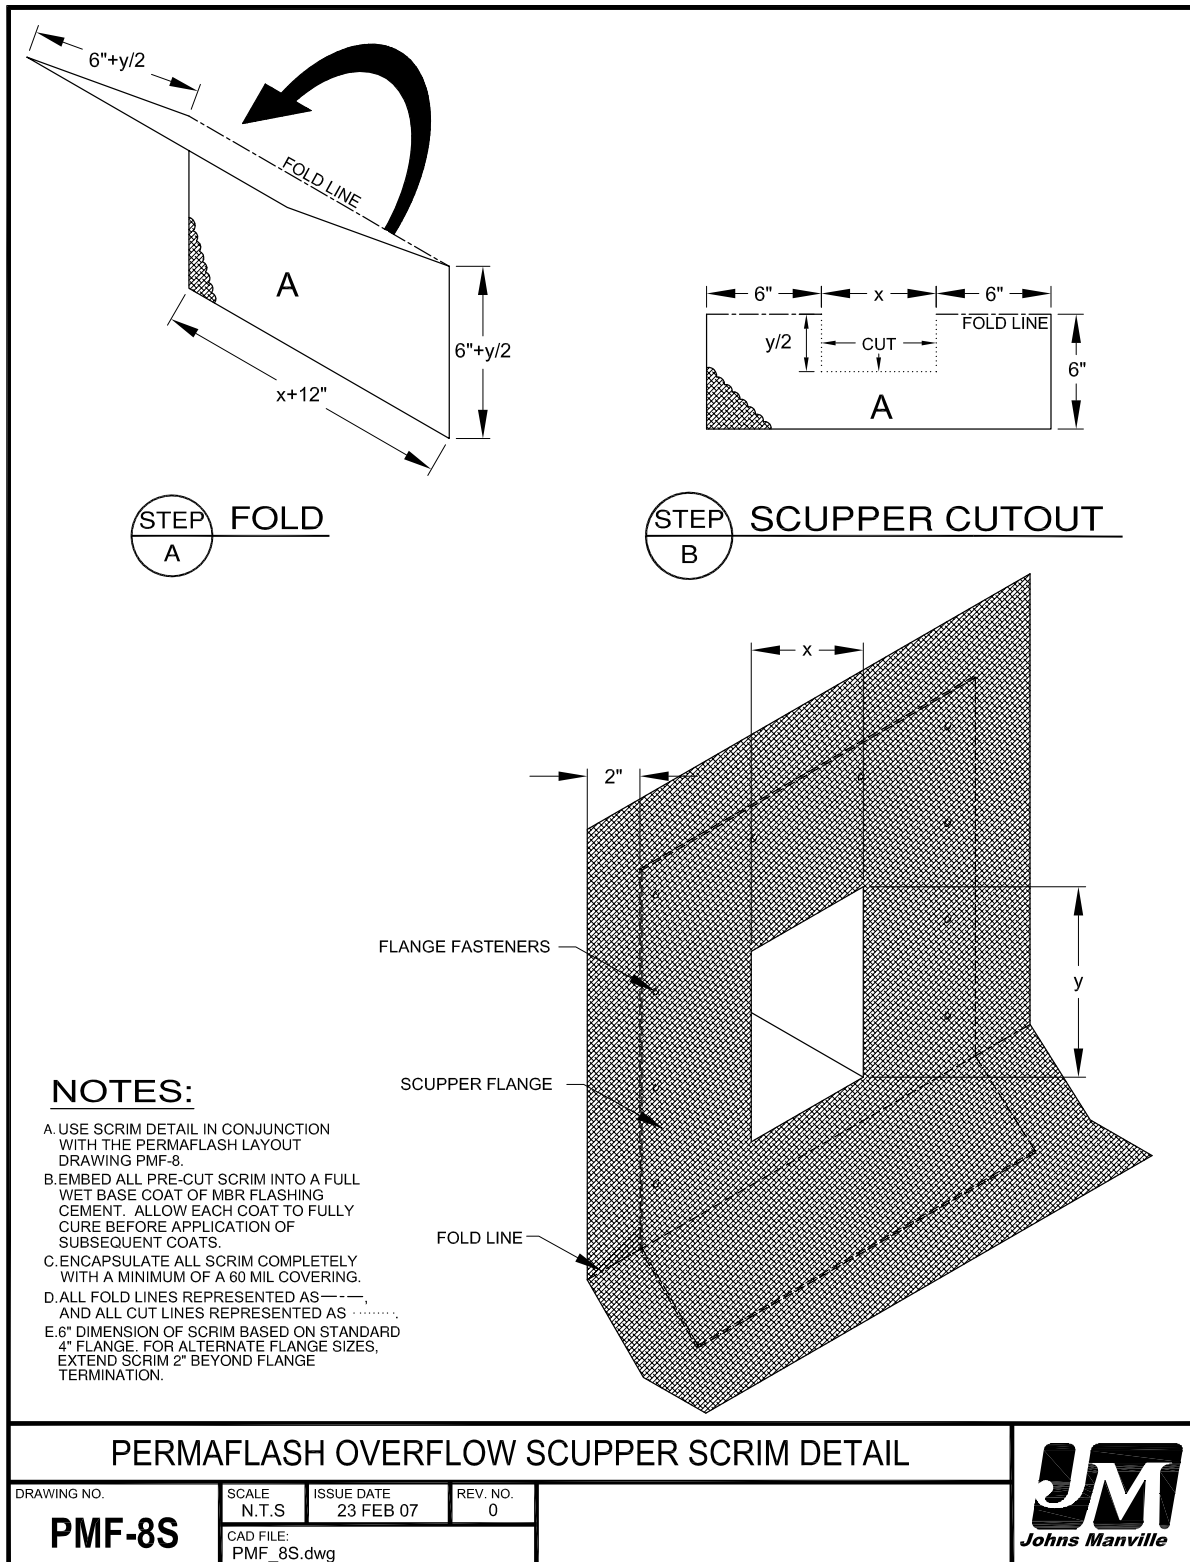 6"+y/2
FOLD LINE
A
6"+y/2
x+12"
STEP
A
FOLD
6"
x
6"
FOLD LINE
y/2
CUT
6"
A
STEP
B
SCUPPER CUTOUT
x
2"
FLANGE FASTENERS
y
SCUPPER FLANGE
FOLD LINE
NOTES:
A. USE SCRIM DETAIL IN CONJUNCTION
WITH THE PERMAFLASH LAYOUT
DRAWING PMF-8.
B. EMBED ALL PRE-CUT SCRIM INTO A FULL
WET BASE COAT OF MBR FLASHING
CEMENT. ALLOW EACH COAT TO FULLY
CURE BEFORE APPLICATION OF
SUBSEQUENT COATS.
C. ENCAPSULATE ALL SCRIM COMPLETELY
WITH A MINIMUM OF A 60 MIL COVERING.
D. ALL FOLD LINES REPRESENTED AS — - - —,
AND ALL CUT LINES REPRESENTED AS ·········.
E. 6" DIMENSION OF SCRIM BASED ON STANDARD
4" FLANGE. FOR ALTERNATE FLANGE SIZES,
EXTEND SCRIM 2" BEYOND FLANGE
TERMINATION.
PERMAFLASH OVERFLOW SCUPPER SCRIM DETAIL
DRAWING NO.
PMF-8S
SCALE
N.T.S
ISSUE DATE
23 FEB 07
REV. NO.
0
CAD FILE:
PMF_8S.dwg
JM
Johns Manville